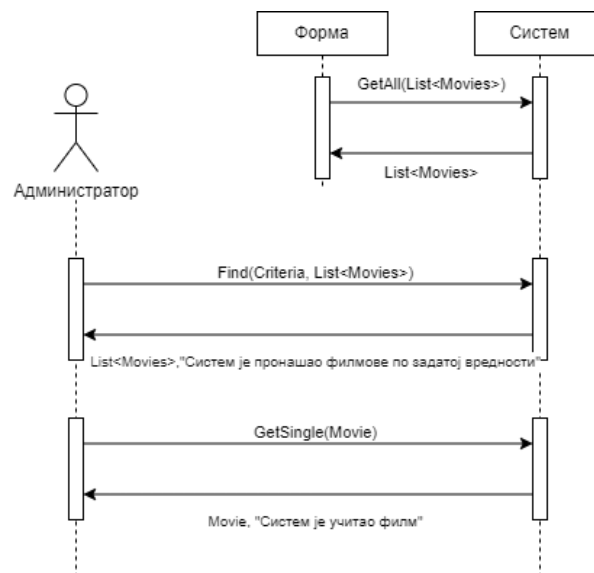 Форма
Систем
GetAll(List<Movies>)
List<Movies>
Администратор
Find(Criteria, List<Movies>)
List<Movies>,"Систем је пронашао филмове по задатој вредности"
GetSingle(Movie)
Movie, "Систем је учитао филм"